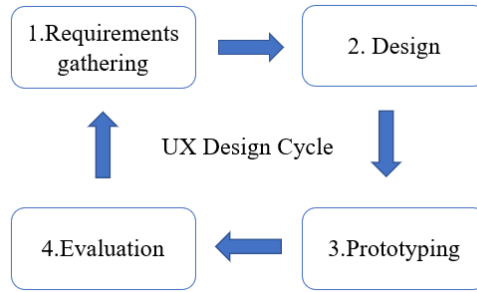 1.Requirements
gathering
2. Design
UX Design Cycle
4.Evaluation
3.Prototyping